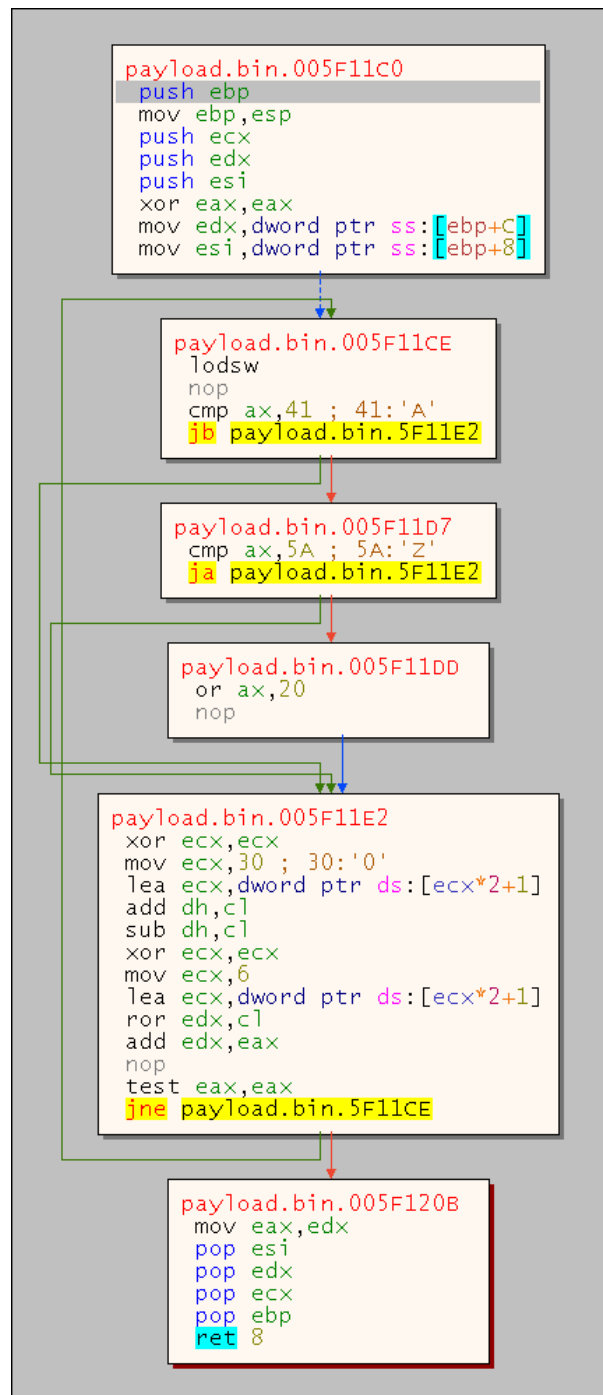 payload.bin.005F11C0
push ebp
mov ebp,esp
push ecx
push edx
push esi
xor eax,eax
mov edx,dword ptr ss:[ebp+C]
mov esi,dword ptr ss:[ebp+8]
payload.bin.005F11CE
lodsw
nop
cmp ax,41 ; 41:'A'
jb payload.bin.5F11E2
payload.bin.005F11D7
cmp ax,5A ; 5A:'Z'
ja payload.bin.5F11E2
payload.bin.005F11DD
or ax,20
nop
payload.bin.005F11E2
xor ecx,ecx
mov ecx,30 ; 30:'0'
lea ecx,dword ptr ds:[ecx*2+1]
add dh,cl
sub dh,cl
xor ecx,ecx
mov ecx,6
lea ecx,dword ptr ds:[ecx*2+1]
ror edx,cl
add edx,eax
nop
test eax,eax
jne payload.bin.5F11CE
payload.bin.005F120B
mov eax,edx
pop esi
pop edx
pop ecx
pop ebp
ret 8